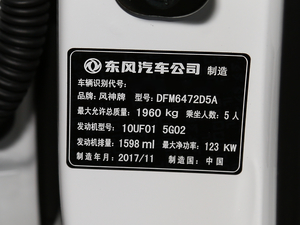 东风汽车公司 制造
车辆识别代号:
品牌:风神牌 型号:DFM6472D5A
最大允许总质量:1960 kg 乘坐人数:5 人
发动机型号:10UF01 5G02
发动机排量:1598 ml 最大净功率:123 KW
制造年月:2017/11 制造国:中国